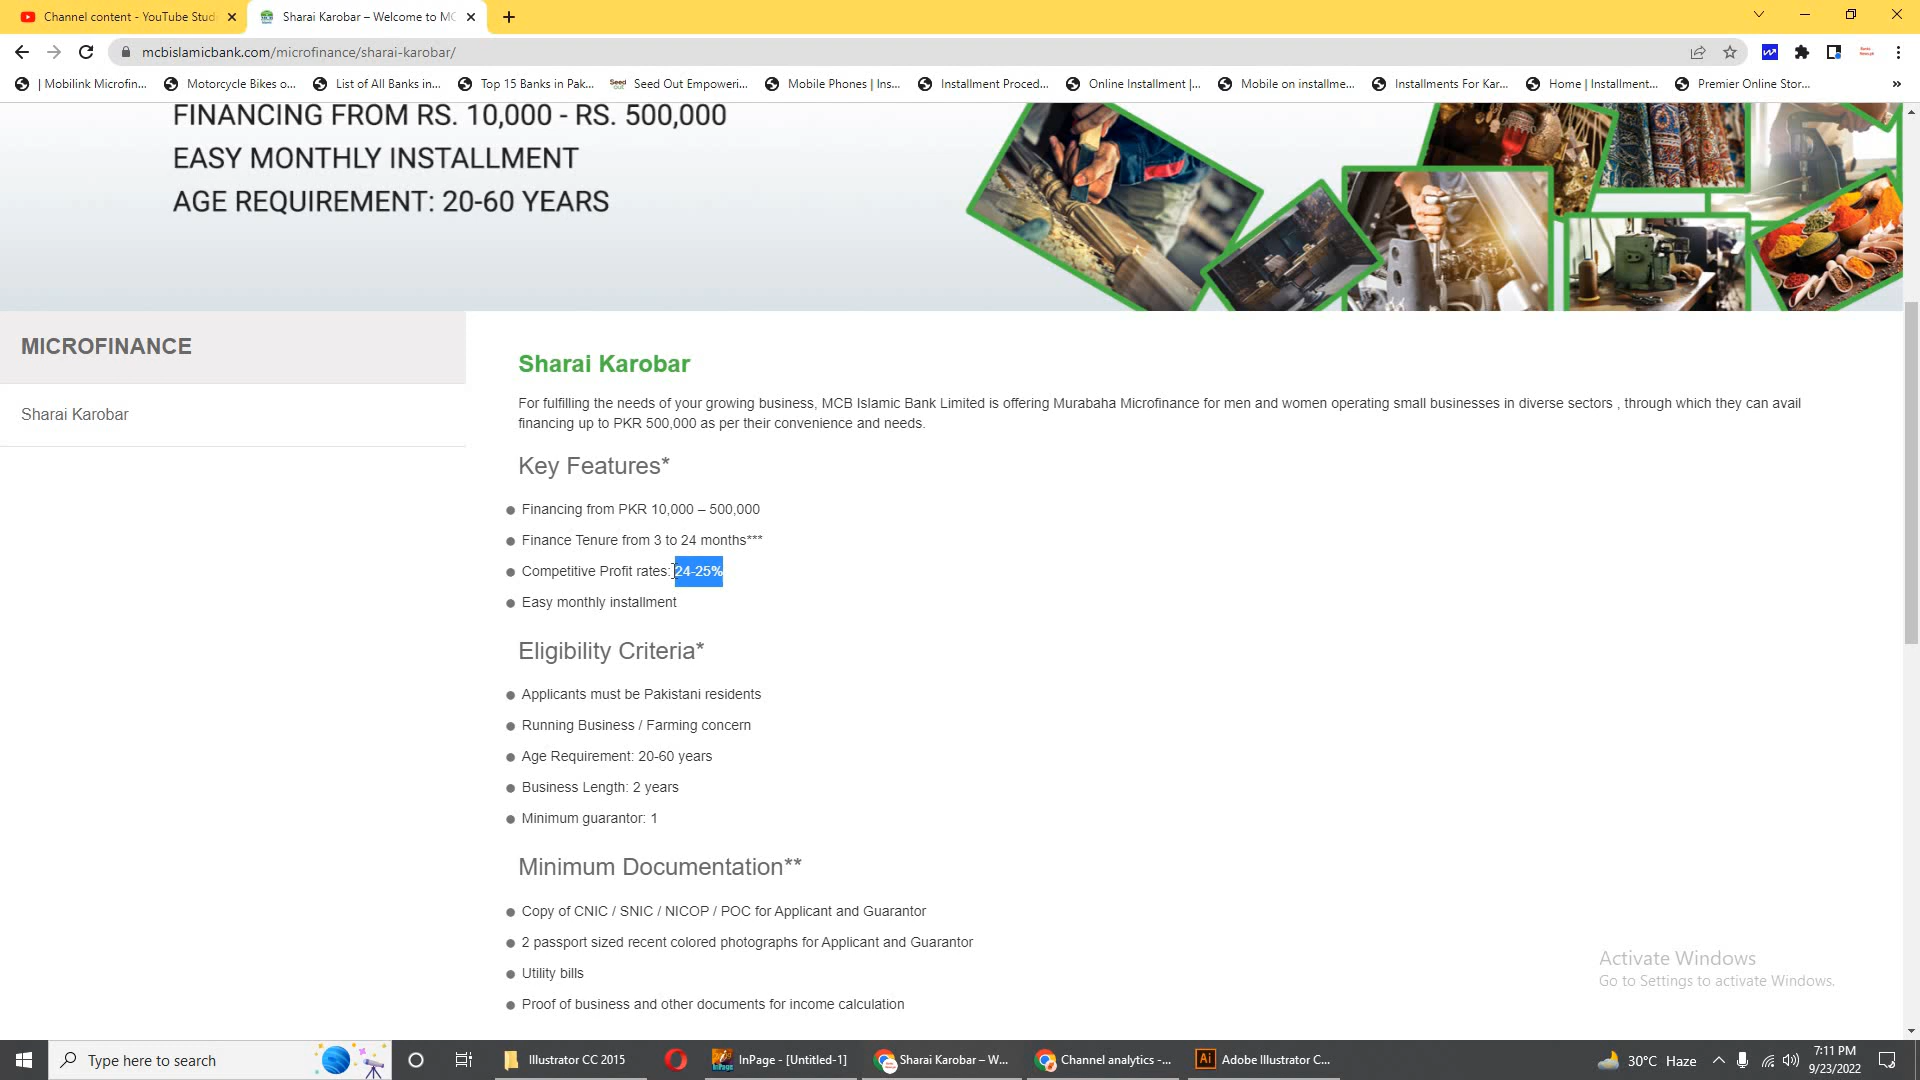 Channel content - YouTube Stud
Sharai Karobar – Welcome to MC
mcbislamicbank.com/microfinance/sharai-karobar/
| Mobilink Microfin...
Motorcycle Bikes o...
List of All Banks in...
Top 15 Banks in Pak...
Seed Out Empoweri...
Mobile Phones | Ins...
Installment Proced...
Online Installment |...
Mobile on installme...
Installments For Kar...
Home | Installment...
Premier Online Stor...
»
FINANCING FROM RS. 10,000 - RS. 500,000
EASY MONTHLY INSTALLMENT
AGE REQUIREMENT: 20-60 YEARS
MICROFINANCE
Sharai Karobar
Sharai Karobar
For fulfilling the needs of your growing business, MCB Islamic Bank Limited is offering Murabaha Microfinance for men and women operating small businesses in diverse sectors , through which they can avail
financing up to PKR 500,000 as per their convenience and needs.
Key Features*
Financing from PKR 10,000 – 500,000
Finance Tenure from 3 to 24 months***
Competitive Profit rates: 24-25%
Easy monthly installment
Eligibility Criteria*
Applicants must be Pakistani residents
Running Business / Farming concern
Age Requirement: 20-60 years
Business Length: 2 years
Minimum guarantor: 1
Minimum Documentation**
Copy of CNIC / SNIC / NICOP / POC for Applicant and Guarantor
2 passport sized recent colored photographs for Applicant and Guarantor
Utility bills
Proof of business and other documents for income calculation
Activate Windows
Go to Settings to activate Windows.
Type here to search
Illustrator CC 2015
InPage - [Untitled-1]
Sharai Karobar – W...
Channel analytics -...
Ai
Adobe Illustrator C...
30°C Haze
7:11 PM
9/23/2022